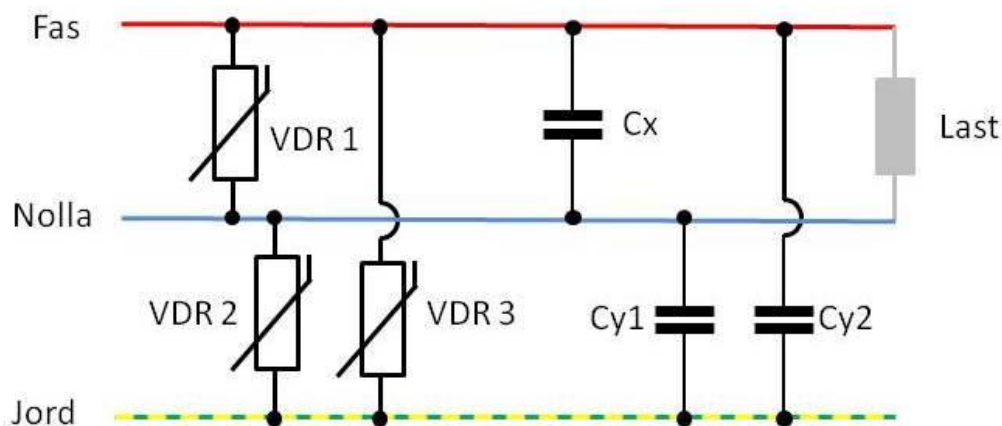 Fas
VDR 1
Cx
Last
Nolla
VDR 2
VDR 3
Cy1
Cy2
Jord